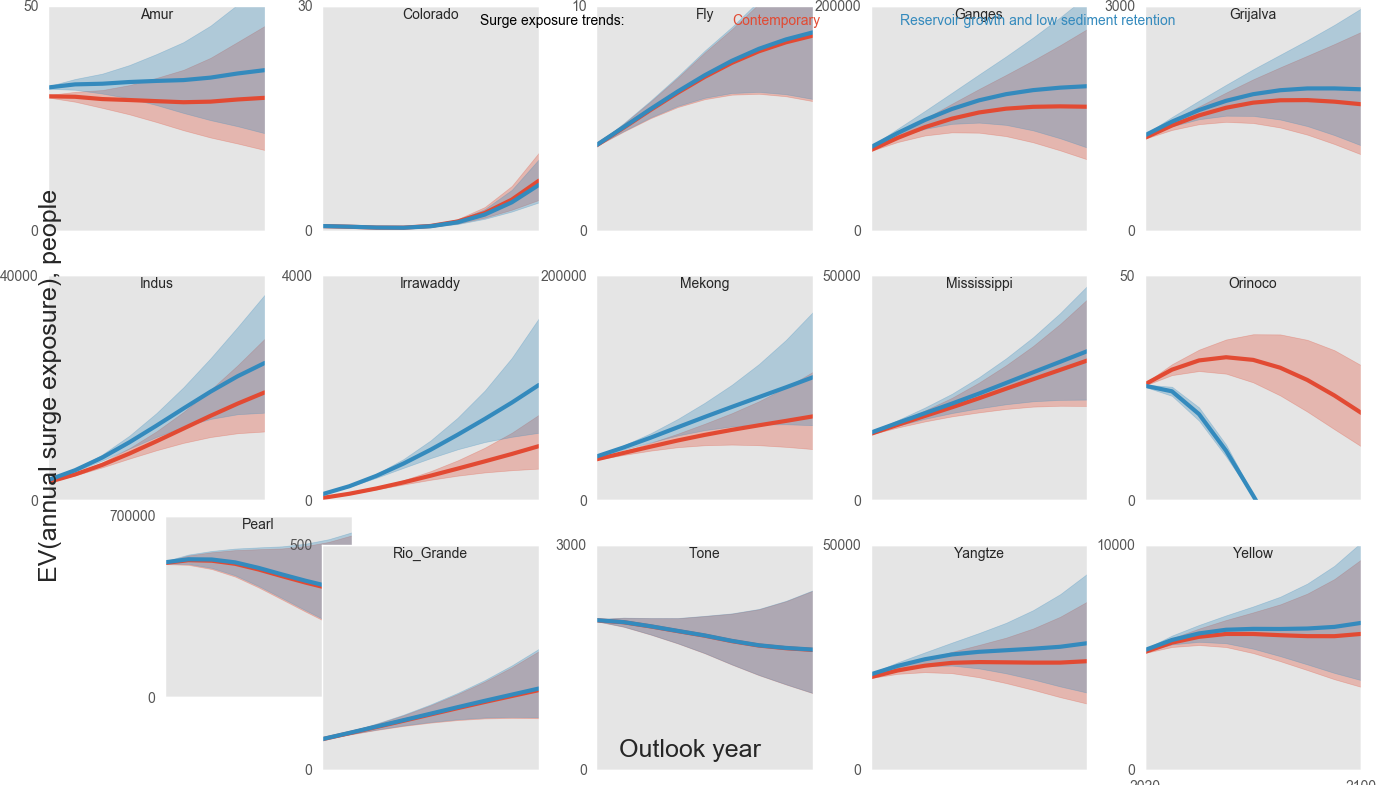 50
Amur
0
30
Colorado
0
Surge exposure trends:
Contemporary
Reservoir growth and low sediment retention
10
Fly
0
200000
Ganges
0
3000
Grijalva
0
EV(annual surge exposure), people
40000
Indus
0
4000
Irrawaddy
0
200000
Mekong
0
50000
Mississippi
0
50
Orinoco
0
700000
Pearl
0
500
Rio_Grande
0
3000
Tone
0
50000
Yangtze
0
10000
Yellow
0
Outlook year